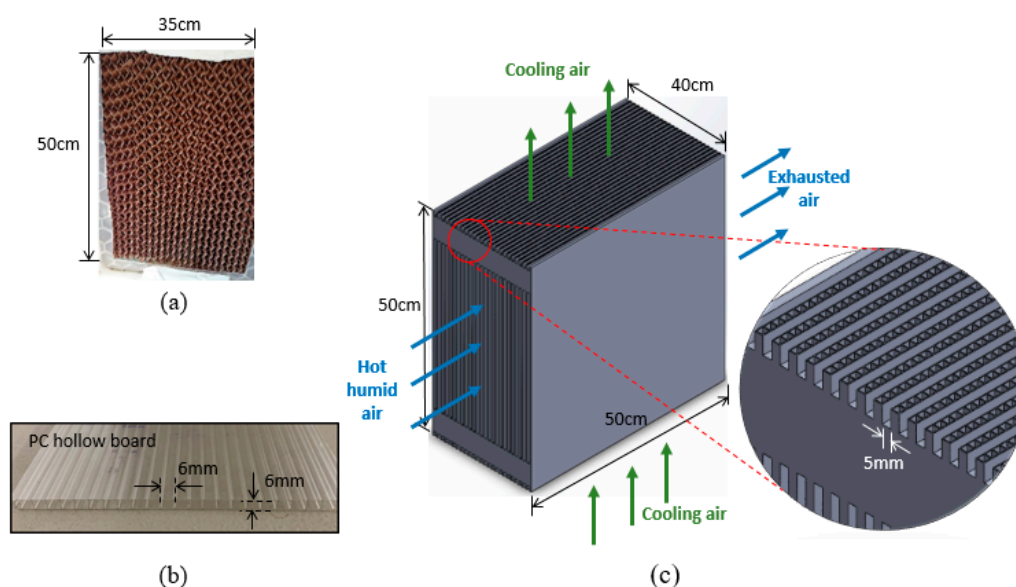 35cm
50cm
(a)
PC hollow board
6mm
6mm
(b)
Cooling air
40cm
Exhausted
air
50cm
Hot
humid
air
50cm
Cooling air
5mm
(c)